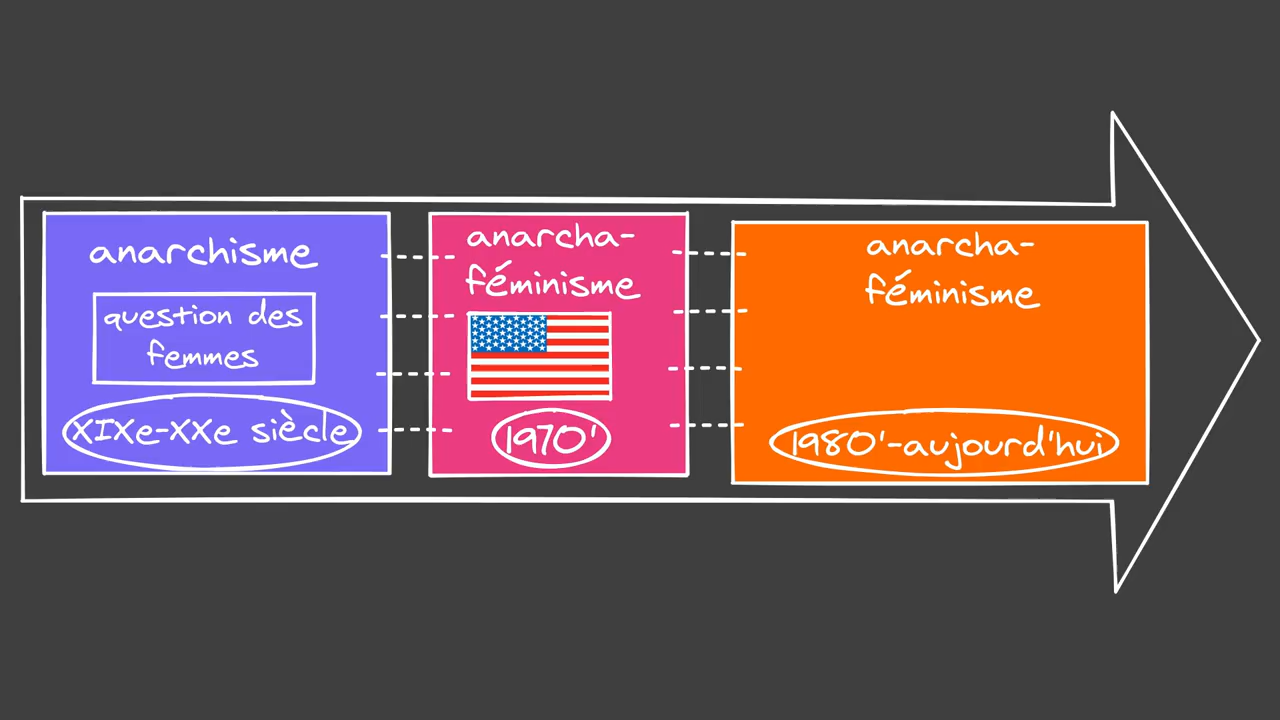 anarchisme
question des
femmes
XIXe-XXe siècle
anarcha-
féminisme
1970'
anarcha-
féminisme
1980'-aujourd'hui